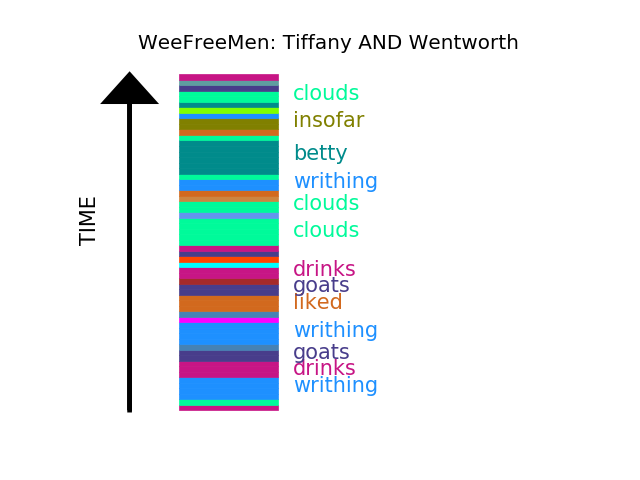 WeeFreeMen: Tiffany AND Wentworth
TIME
clouds
insofar
betty
writhing
clouds
clouds
drinks
goats
liked
writhing
goats
drinks
writhing